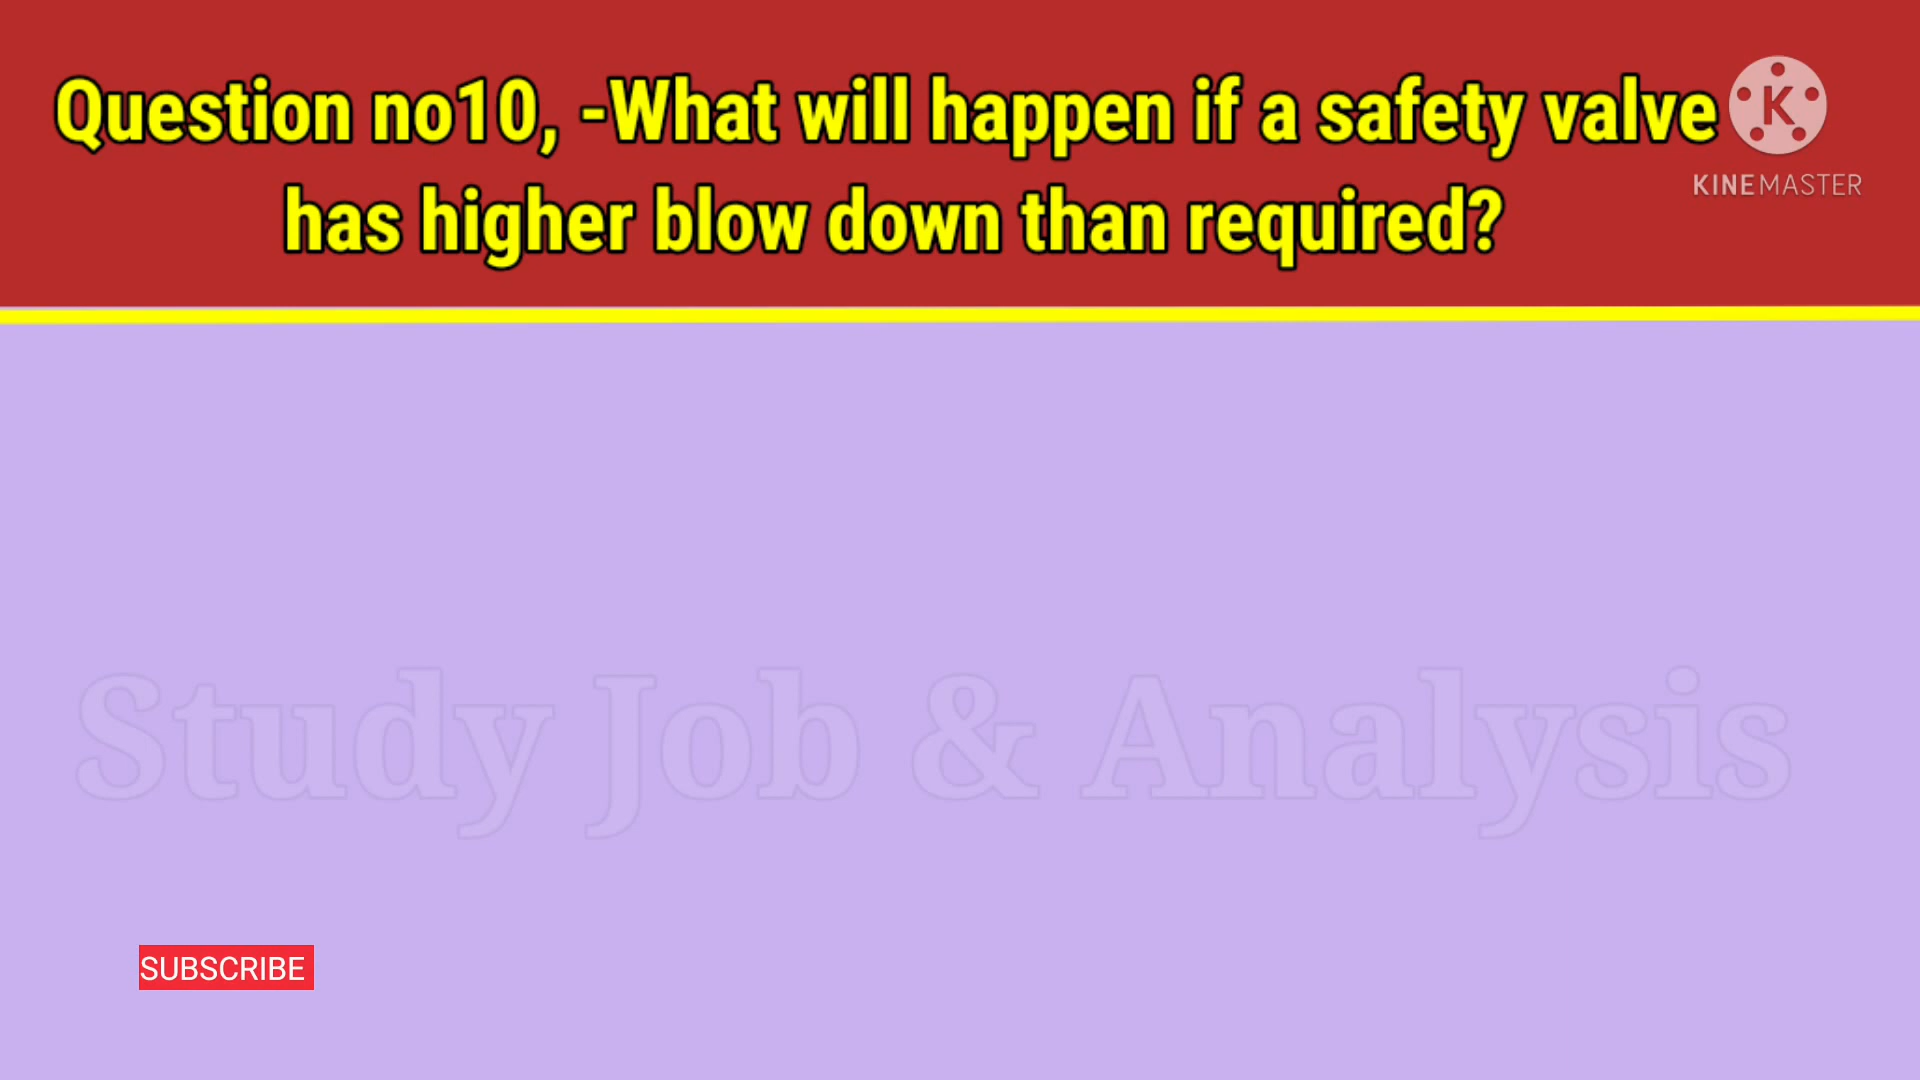 Question no10, -What will happen if a safety valve
has higher blow down than required?
K
KINEMASTER
Study Job & Analysis
SUBSCRIBE